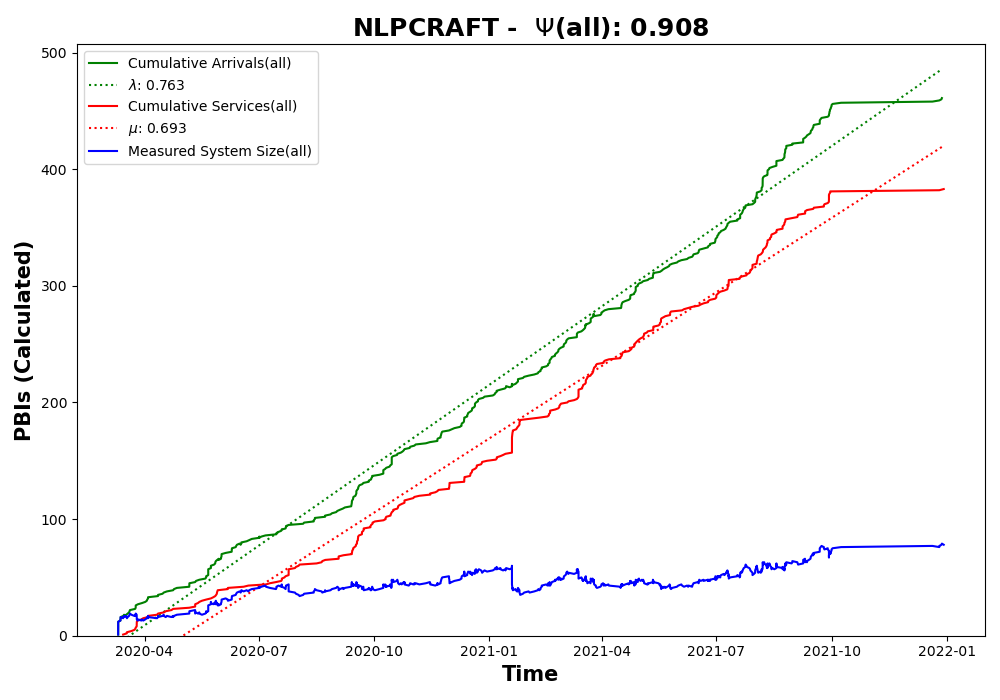 NLPCRAFT - Ψ(all): 0.908
Cumulative Arrivals(all)
λ: 0.763
Cumulative Services(all)
μ: 0.693
Measured System Size(all)
PBIs (Calculated)
500
400
300
200
100
0
2020-04 2020-07 2020-10 2021-01 2021-04 2021-07 2021-10 2022-01
Time